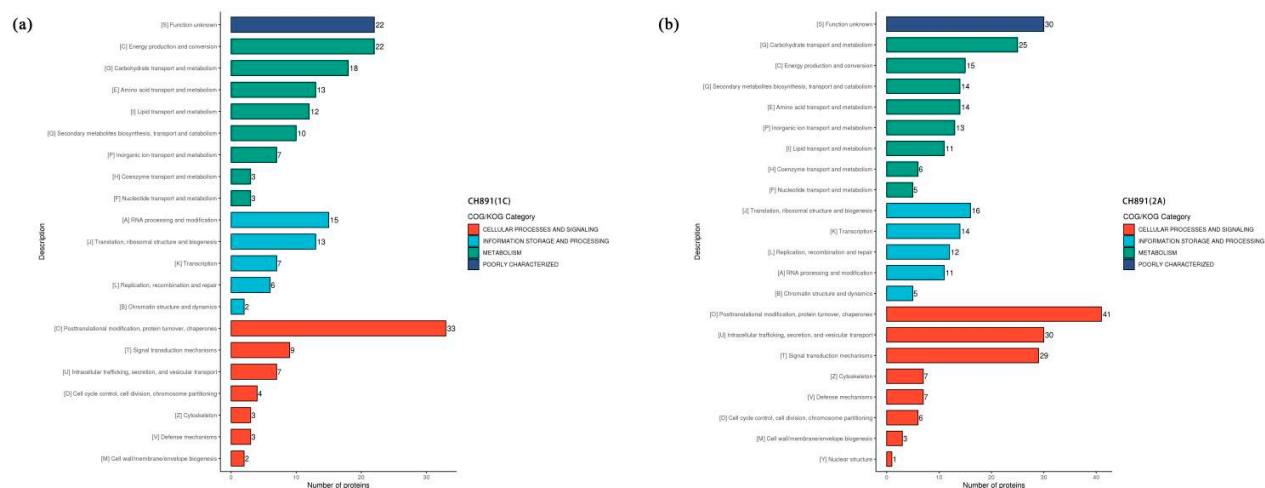 (a)
[S] Function unknown 22
[C] Energy production and conversion 22
[G] Carbohydrate transport and metabolism 18
[E] Amino acid transport and metabolism 13
[I] Lipid transport and metabolism 12
[Q] Secondary metabolites biosynthesis, transport and catabolism 10
[P] Inorganic ion transport and metabolism 7
[H] Coenzyme transport and metabolism 3
[F] Nucleotide transport and metabolism 3
[A] RNA processing and modification 15
[J] Translation, ribosomal structure and biogenesis 13
[K] Transcription 7
[L] Replication, recombination and repair 6
[B] Chromatin structure and dynamics 2
[O] Posttranslational modification, protein turnover, chaperones 33
[T] Signal transduction mechanisms 9
[U] Intracellular trafficking, secretion, and vesicular transport 7
[D] Cell cycle control, cell division, chromosome partitioning 4
[Z] Cytoskeleton 3
[V] Defense mechanisms 3
[M] Cell wall/membrane/envelope biogenesis 2
0 10 20 30
Number of proteins
Description
CH891(1C)
COG/KOG Category
CELLULAR PROCESSES AND SIGNALING
INFORMATION STORAGE AND PROCESSING
METABOLISM
POORLY CHARACTERIZED
(b)
[S] Function unknown 30
[G] Carbohydrate transport and metabolism 25
[C] Energy production and conversion 15
[Q] Secondary metabolites biosynthesis, transport and catabolism 14
[E] Amino acid transport and metabolism 14
[P] Inorganic ion transport and metabolism 13
[I] Lipid transport and metabolism 11
[H] Coenzyme transport and metabolism 6
[F] Nucleotide transport and metabolism 5
[J] Translation, ribosomal structure and biogenesis 16
[K] Transcription 14
[L] Replication, recombination and repair 12
[A] RNA processing and modification 11
[B] Chromatin structure and dynamics 5
[O] Posttranslational modification, protein turnover, chaperones 41
[U] Intracellular trafficking, secretion, and vesicular transport 30
[T] Signal transduction mechanisms 29
[Z] Cytoskeleton 7
[V] Defense mechanisms 7
[D] Cell cycle control, cell division, chromosome partitioning 6
[M] Cell wall/membrane/envelope biogenesis 3
[Y] Nuclear structure 1
0 10 20 30 40
Number of proteins
Description
CH891(2A)
COG/KOG Category
CELLULAR PROCESSES AND SIGNALING
INFORMATION STORAGE AND PROCESSING
METABOLISM
POORLY CHARACTERIZED